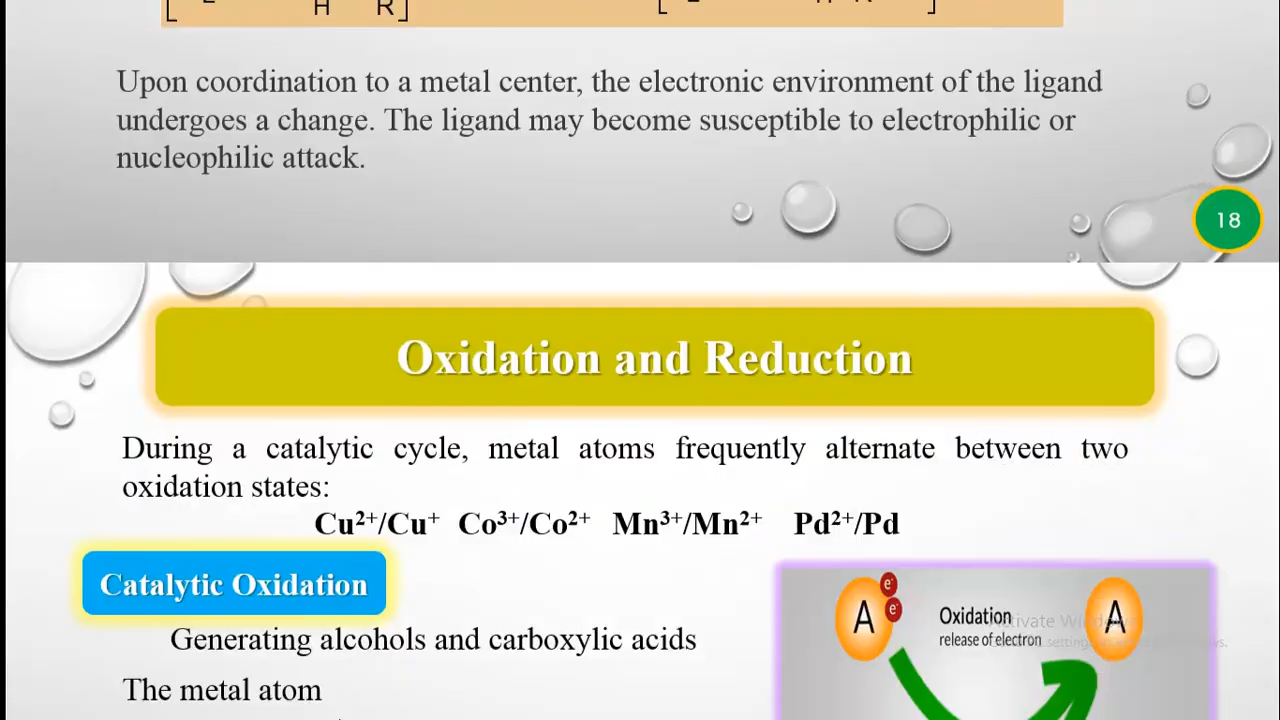 Upon coordination to a metal center, the electronic environment of the ligand
undergoes a change. The ligand may become susceptible to electrophilic or
nucleophilic attack.
18
Oxidation and Reduction
During a catalytic cycle, metal atoms frequently alternate between two
oxidation states:
Cu²⁺/Cu⁺ Co³⁺/Co²⁺ Mn³⁺/Mn²⁺ Pd²⁺/Pd
Catalytic Oxidation
Generating alcohols and carboxylic acids
The metal atom
A e⁻ e⁻
Oxidation
release of electron
A
Activate Windows